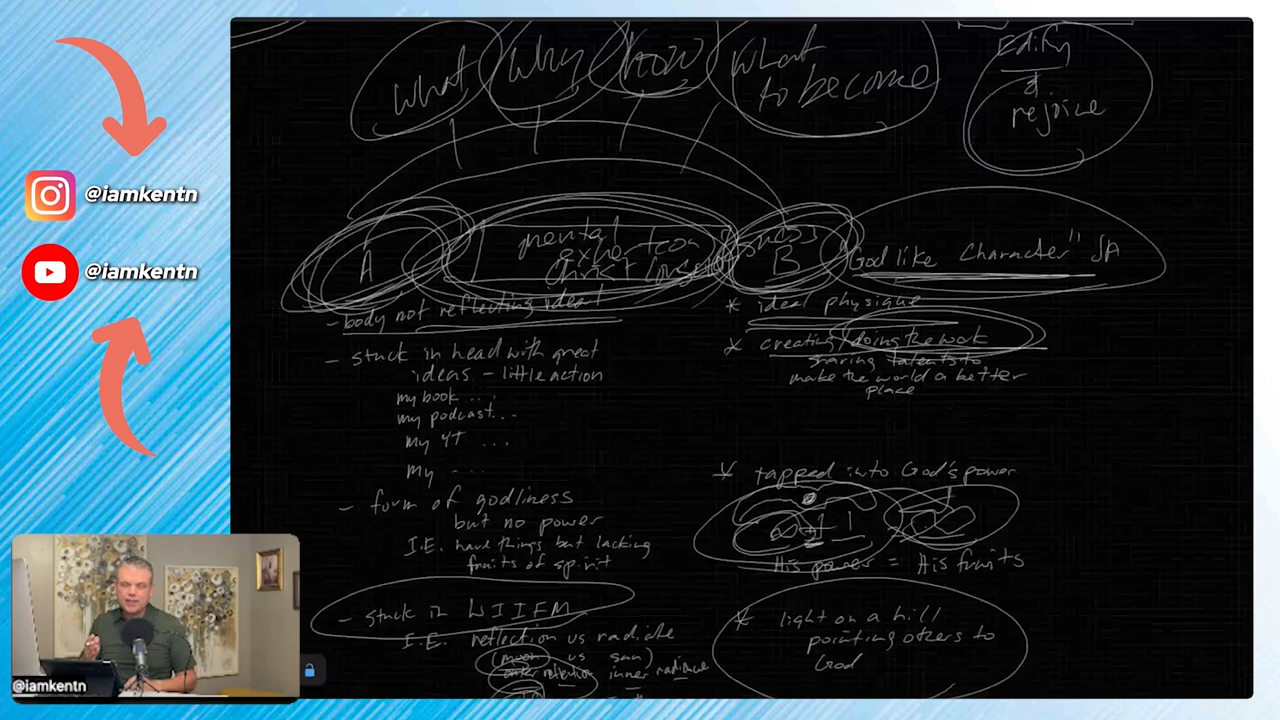 what why how what
to become
Edify
&
rejoice
@iamkentn
@iamkentn
A
mental
B
God like Character"
- body not reflecting ideal
* ideal physique
* creating/doing the work
sharing talents to
make the world a better
place
- stuck in head with great
ideas - little action
my book ...
my podcast...
my YT ...
my ....
* tapped into God's power
- form of godliness
but no power
I.E. have things but lacking
fruits of spirit
His power = His fruits
- stuck in WIIFM
I.E. reflection vs radiate
(moon vs sun)
outer reflection inner radiance
* light on a hill
pointing others to
God
@iamkentn